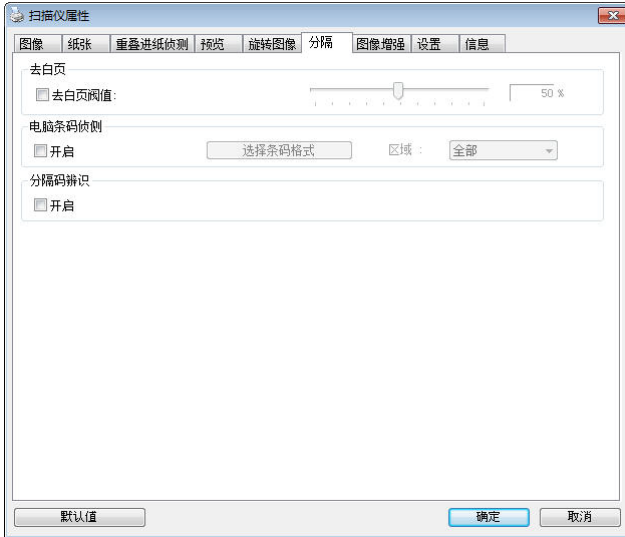 扫描仪属性
图像 纸张 重叠进纸侦测 预览 旋转图像 分隔 图像增强 设置 信息
去白页
去白页阀值: 50 %
电脑条码侦侧
开启 选择条码格式 区域 : 全部
分隔码辨识
开启
默认值 确定 取消